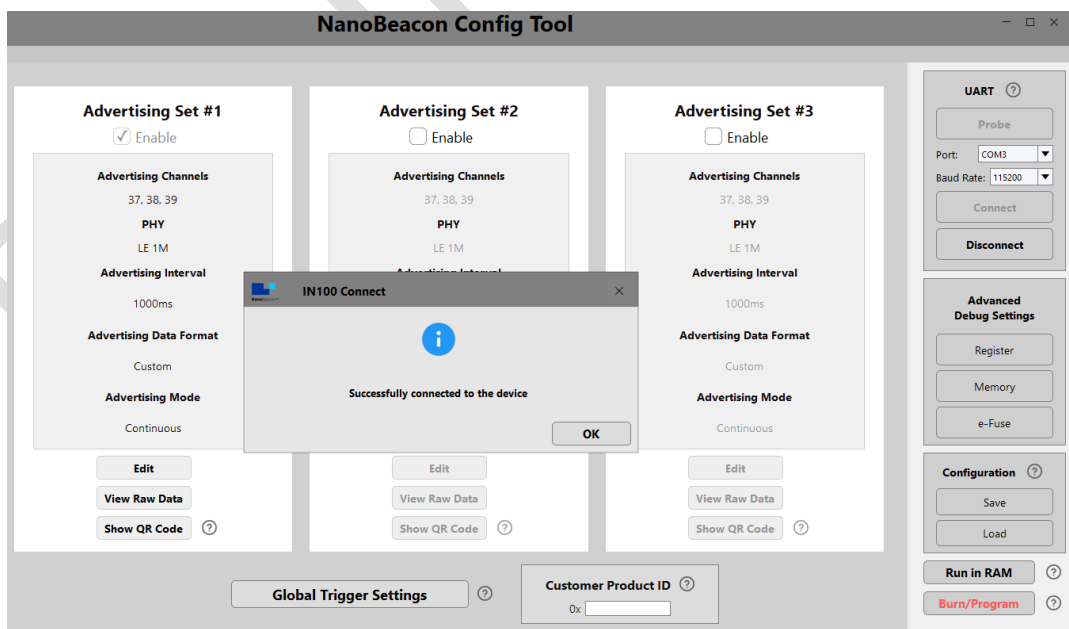 NanoBeacon Config Tool
Advertising Set #1
Enable
Advertising Channels
37, 38, 39
PHY
LE 1M
Advertising Interval
1000ms
Advertising Data Format
Custom
Advertising Mode
Continuous
Edit
View Raw Data
Show QR Code ?
Advertising Set #2
Enable
Advertising Channels
37, 38, 39
PHY
LE 1M
Edit
View Raw Data
Show QR Code ?
Advertising Set #3
Enable
Advertising Channels
37, 38, 39
PHY
LE 1M
Advertising Interval
1000ms
Advertising Data Format
Custom
Advertising Mode
Continuous
Edit
View Raw Data
Show QR Code ?
IN100 Connect
i
Successfully connected to the device
OK
Global Trigger Settings ?
Customer Product ID ?
0x
UART ?
Probe
Port: COM3
Baud Rate: 115200
Connect
Disconnect
Advanced
Debug Settings
Register
Memory
e-Fuse
Configuration ?
Save
Load
Run in RAM ?
Burn/Program ?